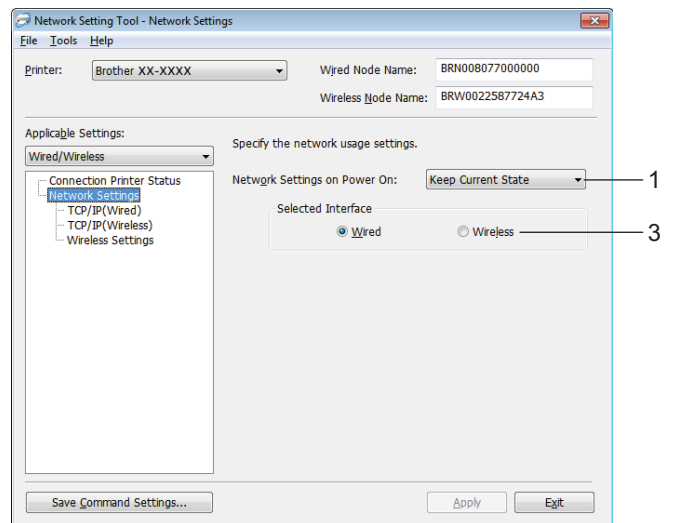 Network Setting Tool - Network Settings
File Tools Help
Printer: Brother XX-XXXX Wired Node Name: BRN008077000000
Wireless Node Name: BRW0022587724A3
Applicable Settings:
Wired/Wireless
Specify the network usage settings.
Connection Printer Status
Network Settings
TCP/IP(Wired)
TCP/IP(Wireless)
Wireless Settings
Network Settings on Power On: Keep Current State 1
Selected Interface
Wired Wireless 3
Save Command Settings... Apply Exit